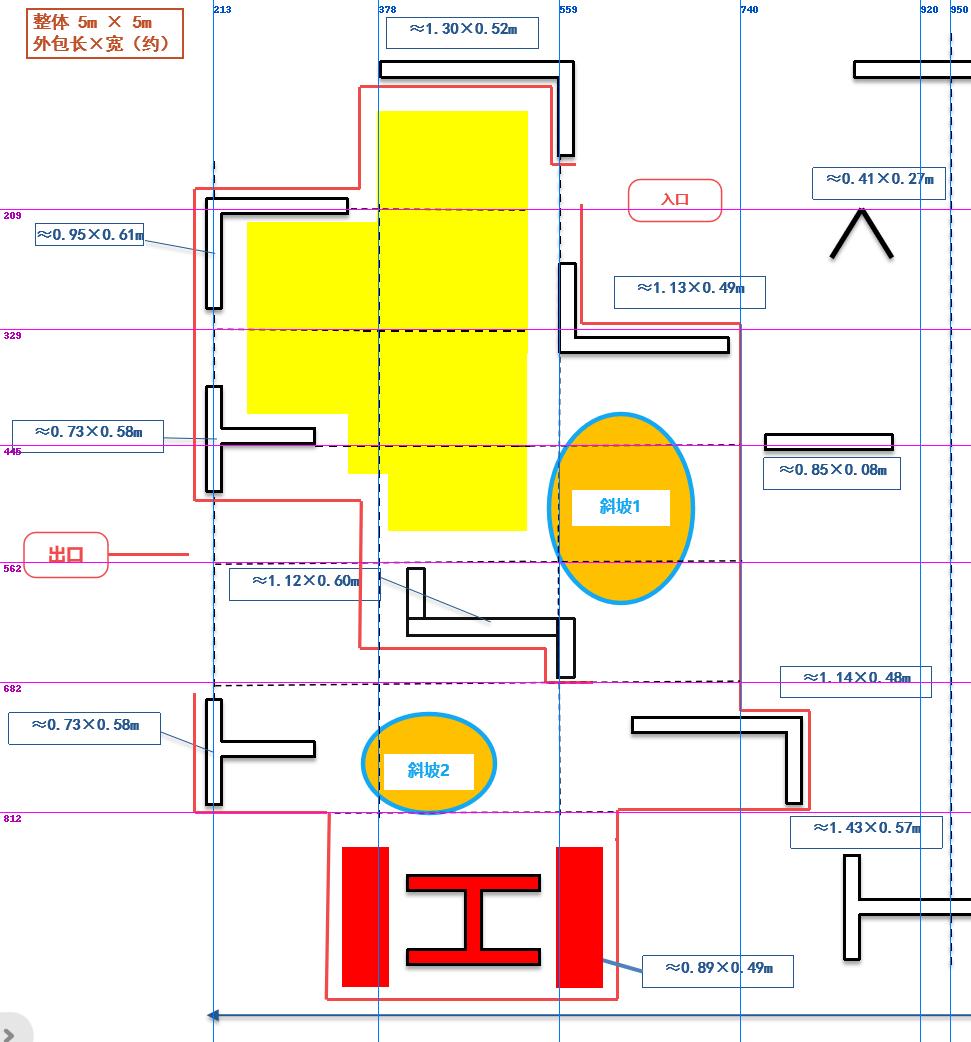 213
378
559
740
920
950
整体 5m × 5m
外包长×宽（约）
≈1.30×0.52m
≈0.41×0.27m
入口
209
≈0.95×0.61m
≈1.13×0.49m
329
≈0.73×0.58m
445
≈0.85×0.08m
斜坡1
出口
562
≈1.12×0.60m
682
≈1.14×0.48m
≈0.73×0.58m
斜坡2
812
≈1.43×0.57m
≈0.89×0.49m